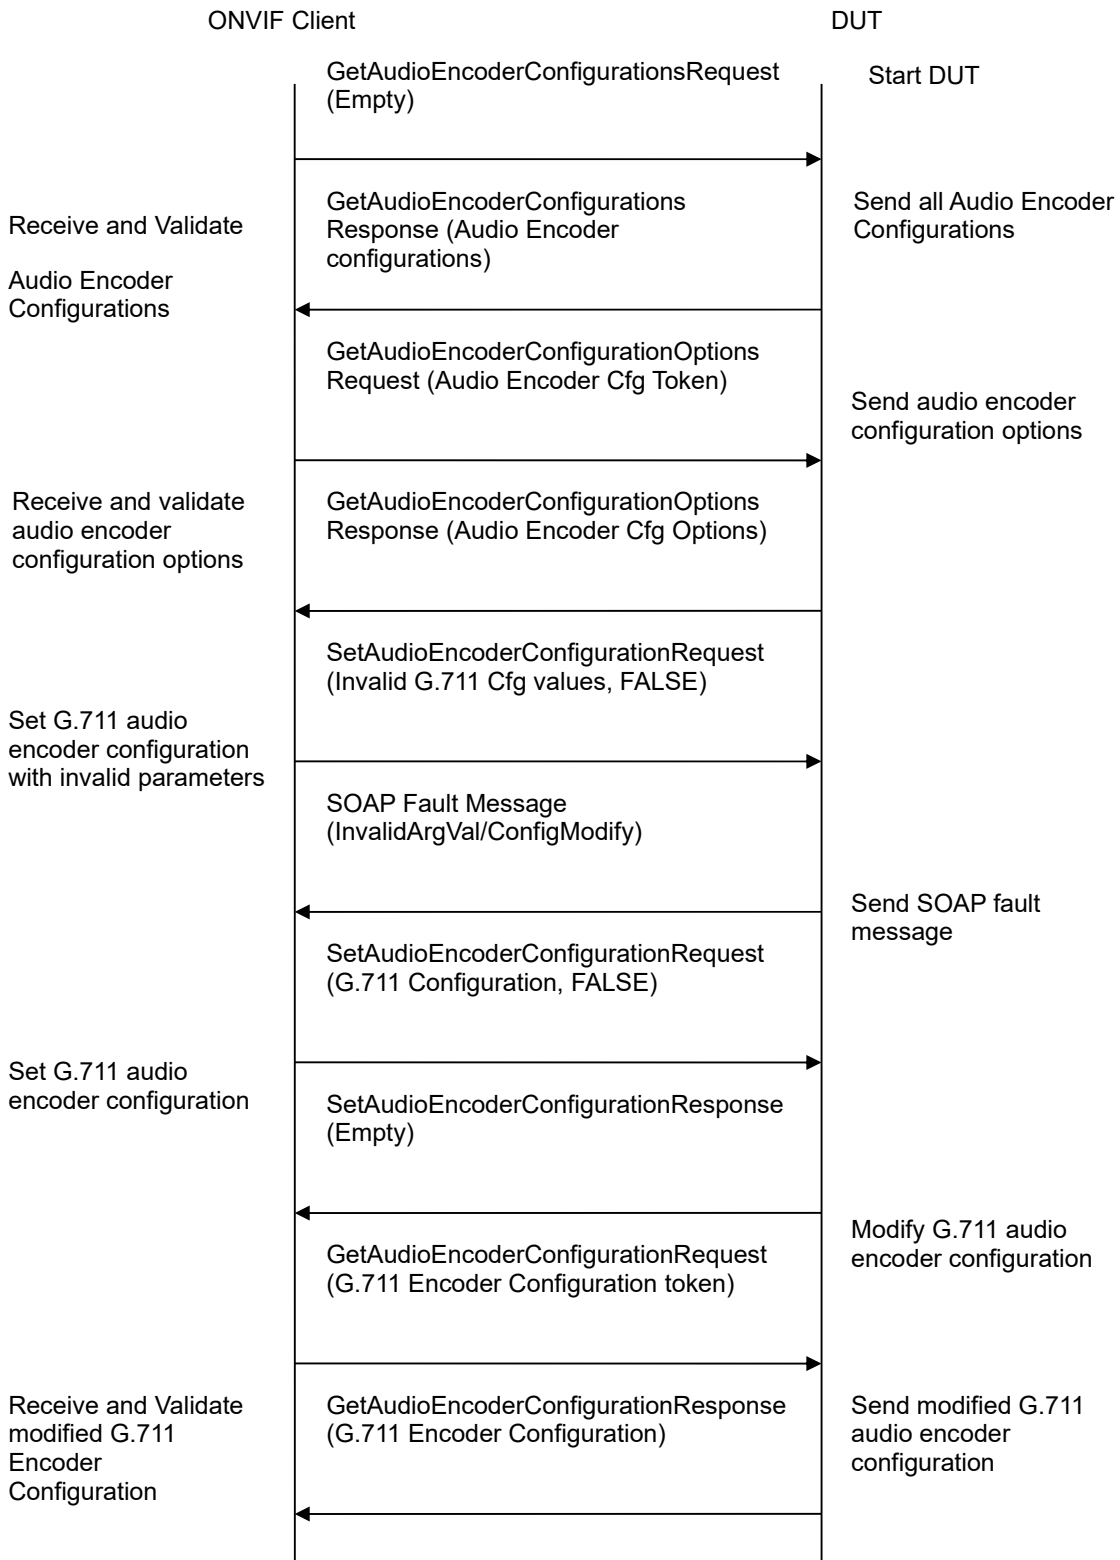 ONVIF Client
DUT
GetAudioEncoderConfigurationsRequest
(Empty)
Start DUT
Receive and Validate
Audio Encoder
Configurations
GetAudioEncoderConfigurations
Response (Audio Encoder
configurations)
Send all Audio Encoder
Configurations
GetAudioEncoderConfigurationOptions
Request (Audio Encoder Cfg Token)
Send audio encoder
configuration options
Receive and validate
audio encoder
configuration options
GetAudioEncoderConfigurationOptions
Response (Audio Encoder Cfg Options)
SetAudioEncoderConfigurationRequest
(Invalid G.711 Cfg values, FALSE)
Set G.711 audio
encoder configuration
with invalid parameters
SOAP Fault Message
(InvalidArgVal/ConfigModify)
Send SOAP fault
message
SetAudioEncoderConfigurationRequest
(G.711 Configuration, FALSE)
Set G.711 audio
encoder configuration
SetAudioEncoderConfigurationResponse
(Empty)
Modify G.711 audio
encoder configuration
GetAudioEncoderConfigurationRequest
(G.711 Encoder Configuration token)
Receive and Validate
modified G.711
Encoder
Configuration
GetAudioEncoderConfigurationResponse
(G.711 Encoder Configuration)
Send modified G.711
audio encoder
configuration